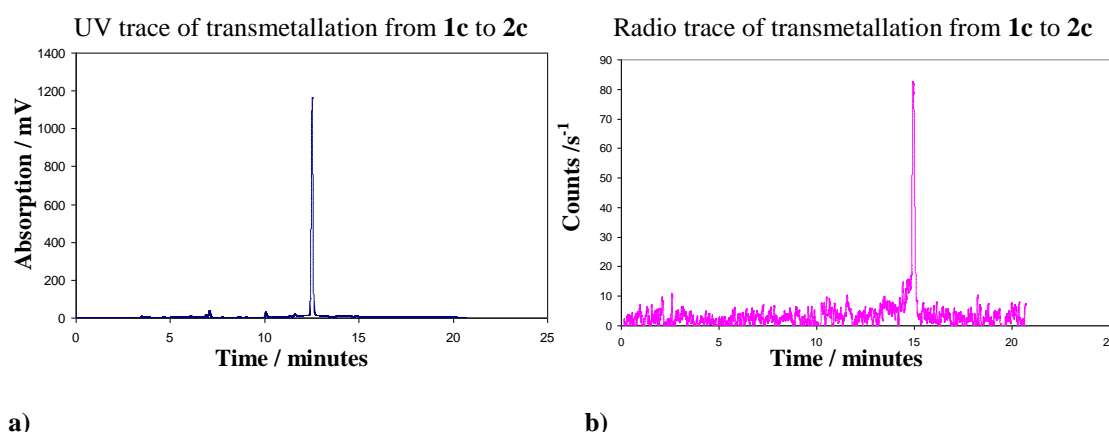 UV trace of transmetallation from 1c to 2c
1400
1200
1000
800
600
400
200
0
Absorption / mV
0 5 10 15 20 25
Time / minutes
a)
Radio trace of transmetallation from 1c to 2c
90
80
70
60
50
40
30
20
10
0
Counts /s⁻¹
0 5 10 15 20
Time / minutes
b)